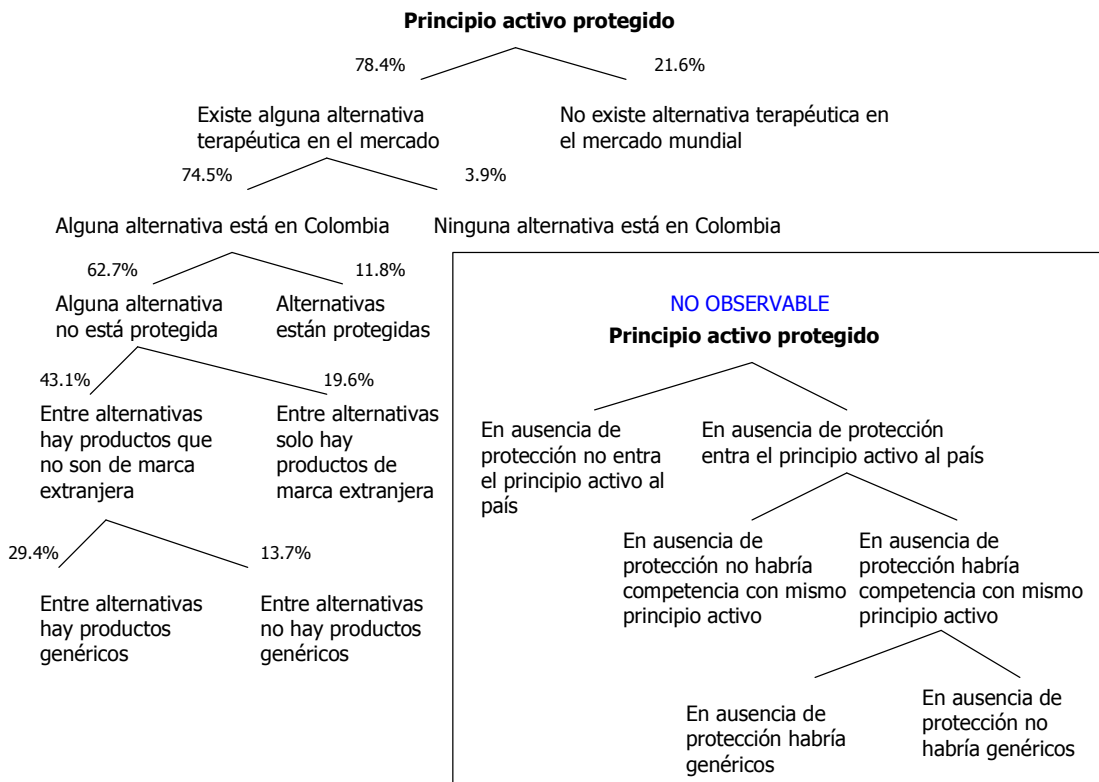 Principio activo protegido
78.4%
21.6%
Existe alguna alternativa
terapéutica en el mercado
No existe alternativa terapéutica en
el mercado mundial
74.5%
3.9%
Alguna alternativa está en Colombia
Ninguna alternativa está en Colombia
62.7%
11.8%
Alguna alternativa
no está protegida
Alternativas
están protegidas
43.1%
19.6%
Entre alternativas
hay productos que
no son de marca
extranjera
Entre alternativas
solo hay
productos de
marca extranjera
29.4%
13.7%
Entre alternativas
hay productos
genéricos
Entre alternativas
no hay productos
genéricos
NO OBSERVABLE
Principio activo protegido
En ausencia de
protección no entra
el principio activo al
país
En ausencia de protección
entra el principio activo al país
En ausencia de
protección no habría
competencia con mismo
principio activo
En ausencia de
protección habría
competencia con mismo
principio activo
En ausencia de
protección habría
genéricos
En ausencia de
protección no
habría genéricos